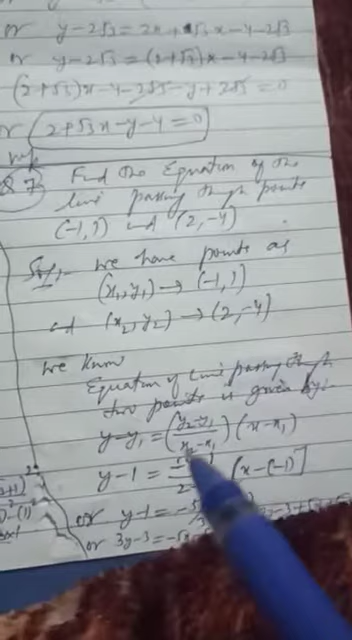 or y-2√3 = 2x+√3x-4-2√3
or y-2√3 = (2+√3)x-4-2√3
(2+√3)x-4-2√3-y+2√3=0
or (2+√3x-y-4=0)
Q 7) Find the Equation of the
line passing through points
(-1,1) and (2,-4)
Sol:- we have points as
(x₁,y₁) → (-1,1)
and (x₂,y₂) → (2,-4)
we know
Equation of line passing through
two points is given by:
y-y₁ = (y₂-y₁/x₂-x₁) (x-x₁)
y-1 = (x-(-1)]
or y-1 = -5
or 3y-3 = -5x